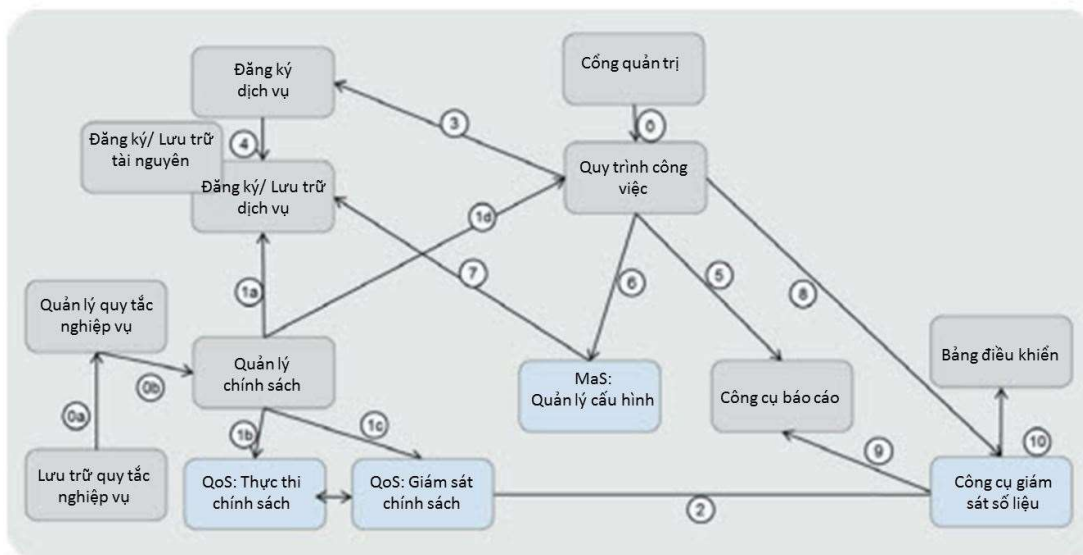 Cổng quản trị
Đăng ký
dịch vụ
3
0
4
Đăng ký/ Lưu trữ
tài nguyên
Quy trình công
việc
Đăng ký/ Lưu trữ
dịch vụ
1d
7
6
5
8
1a
Quản lý quy tắc
nghiệp vụ
Quản lý
chính sách
0b
0a
MaS:
Quản lý cấu hình
Công cụ báo cáo
Bảng điều khiển
1b
1c
9
10
Lưu trữ quy tắc
nghiệp vụ
QoS: Thực thi
chính sách
QoS: Giám sát
chính sách
2
Công cụ giám
sát số liệu